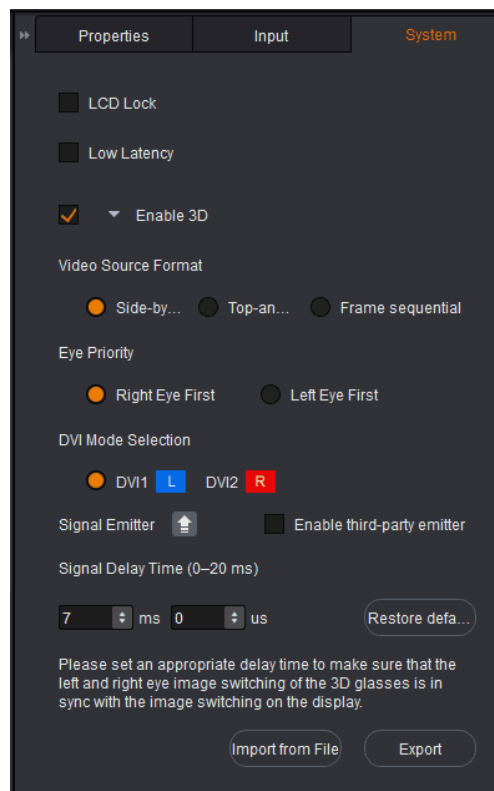 Properties Input System
LCD Lock
Low Latency
Enable 3D
Video Source Format
Side-by... Top-an... Frame sequential
Eye Priority
Right Eye First Left Eye First
DVI Mode Selection
DVI1 L DVI2 R
Signal Emitter Enable third-party emitter
Signal Delay Time (0–20 ms)
7 ms 0 us Restore defa...
Please set an appropriate delay time to make sure that the
left and right eye image switching of the 3D glasses is in
sync with the image switching on the display.
Import from File Export